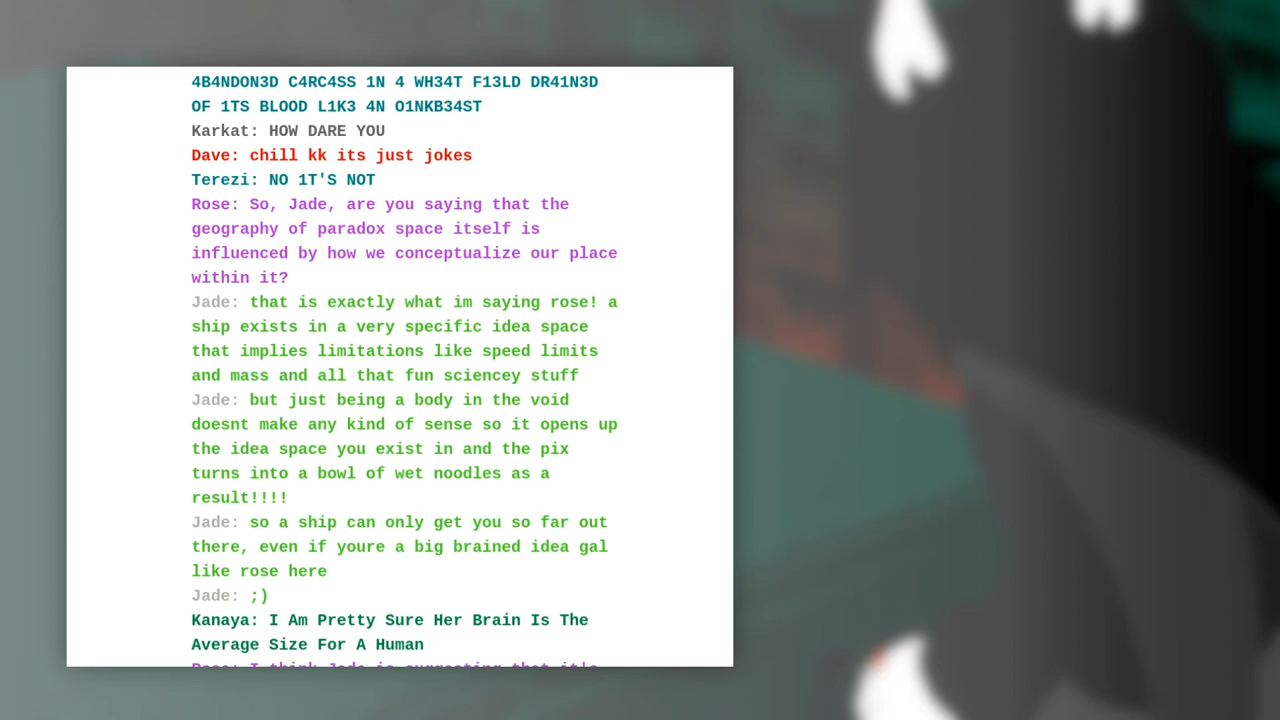 4B4NDON3D C4RC4SS 1N 4 WH34T F13LD DR41N3D
OF 1TS BLOOD L1K3 4N O1NKB34ST
Karkat: HOW DARE YOU
Dave: chill kk its just jokes
Terezi: NO 1T'S NOT
Rose: So, Jade, are you saying that the
geography of paradox space itself is
influenced by how we conceptualize our place
within it?
Jade: that is exactly what im saying rose! a
ship exists in a very specific idea space
that implies limitations like speed limits
and mass and all that fun sciencey stuff
Jade: but just being a body in the void
doesnt make any kind of sense so it opens up
the idea space you exist in and the pix
turns into a bowl of wet noodles as a
result!!!!
Jade: so a ship can only get you so far out
there, even if youre a big brained idea gal
like rose here
Jade: ;)
Kanaya: I Am Pretty Sure Her Brain Is The
Average Size For A Human
Rose: I think Jade is suggesting that it's